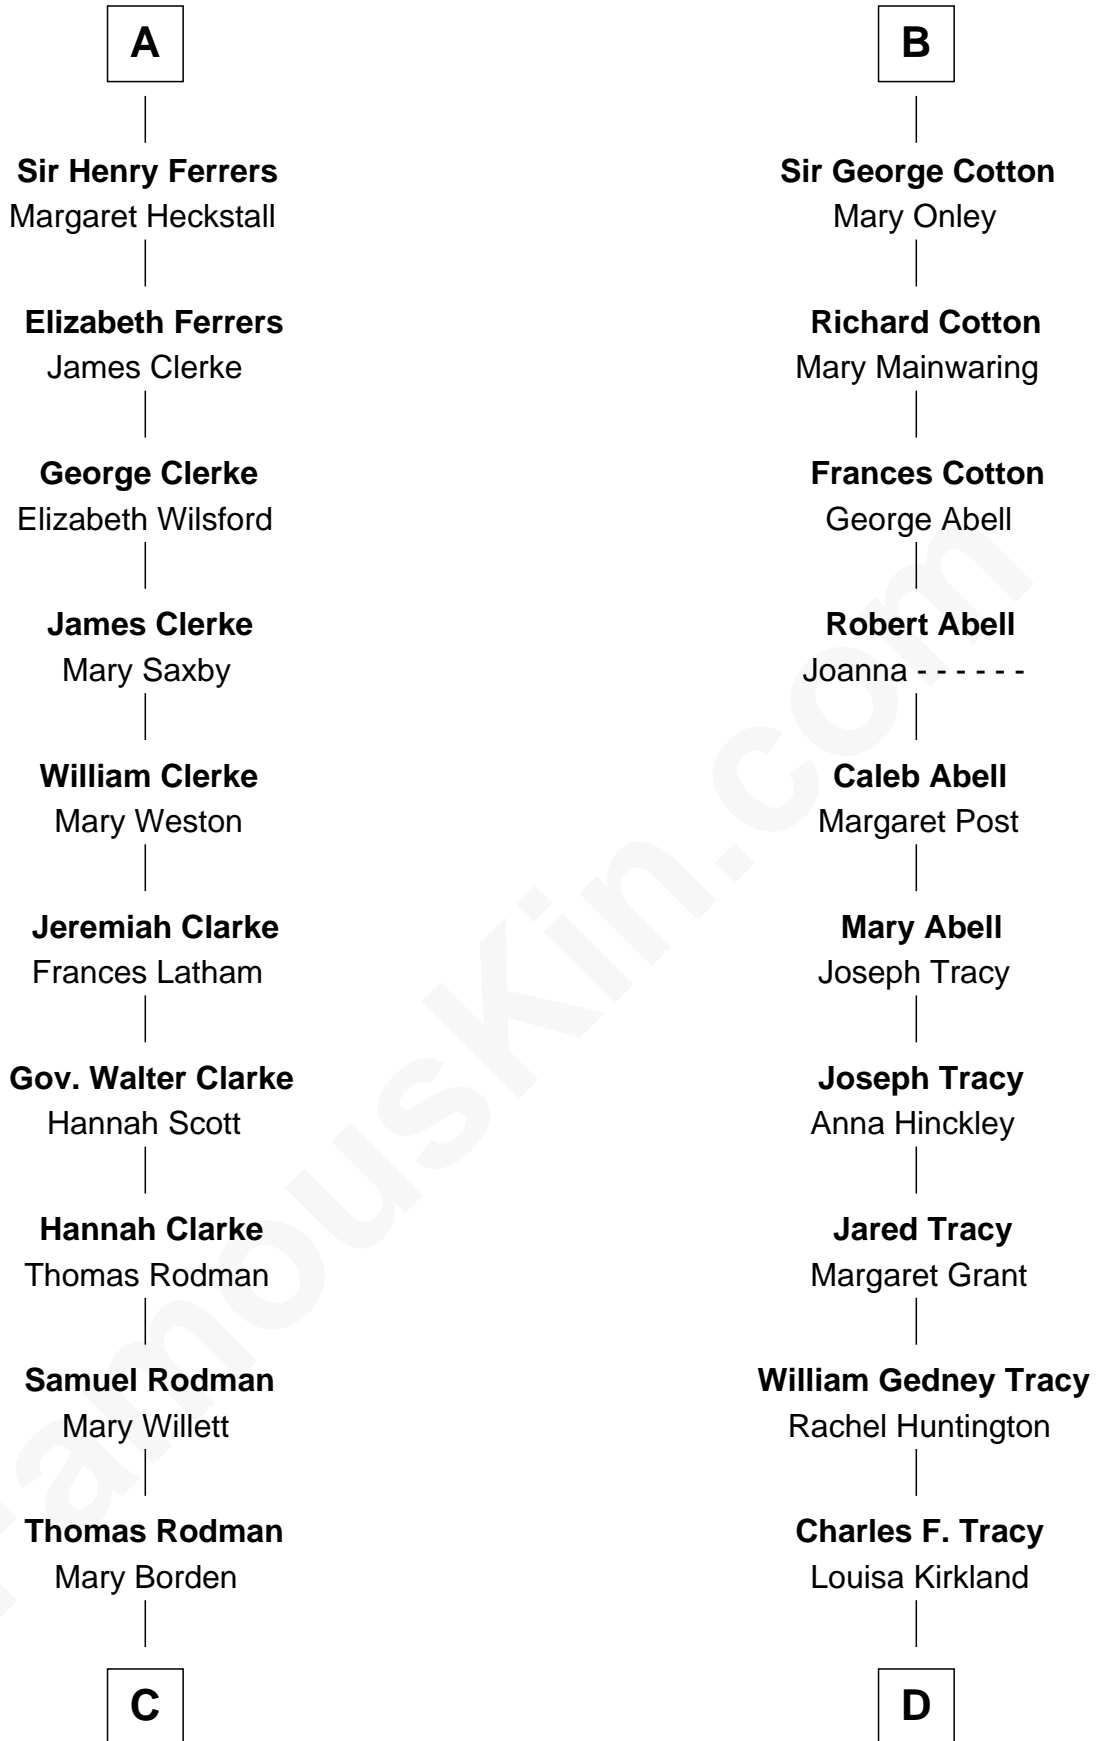 A
Sir Henry Ferrers
Margaret Heckstall
Elizabeth Ferrers
James Clerke
George Clerke
Elizabeth Wilsford
James Clerke
Mary Saxby
William Clerke
Mary Weston
Jeremiah Clarke
Frances Latham
Gov. Walter Clarke
Hannah Scott
Hannah Clarke
Thomas Rodman
Samuel Rodman
Mary Willett
Thomas Rodman
Mary Borden
C
B
Sir George Cotton
Mary Onley
Richard Cotton
Mary Mainwaring
Frances Cotton
George Abell
Robert Abell
Joanna - - - - - -
Caleb Abell
Margaret Post
Mary Abell
Joseph Tracy
Joseph Tracy
Anna Hinckley
Jared Tracy
Margaret Grant
William Gedney Tracy
Rachel Huntington
Charles F. Tracy
Louisa Kirkland
D
FamousKin.com